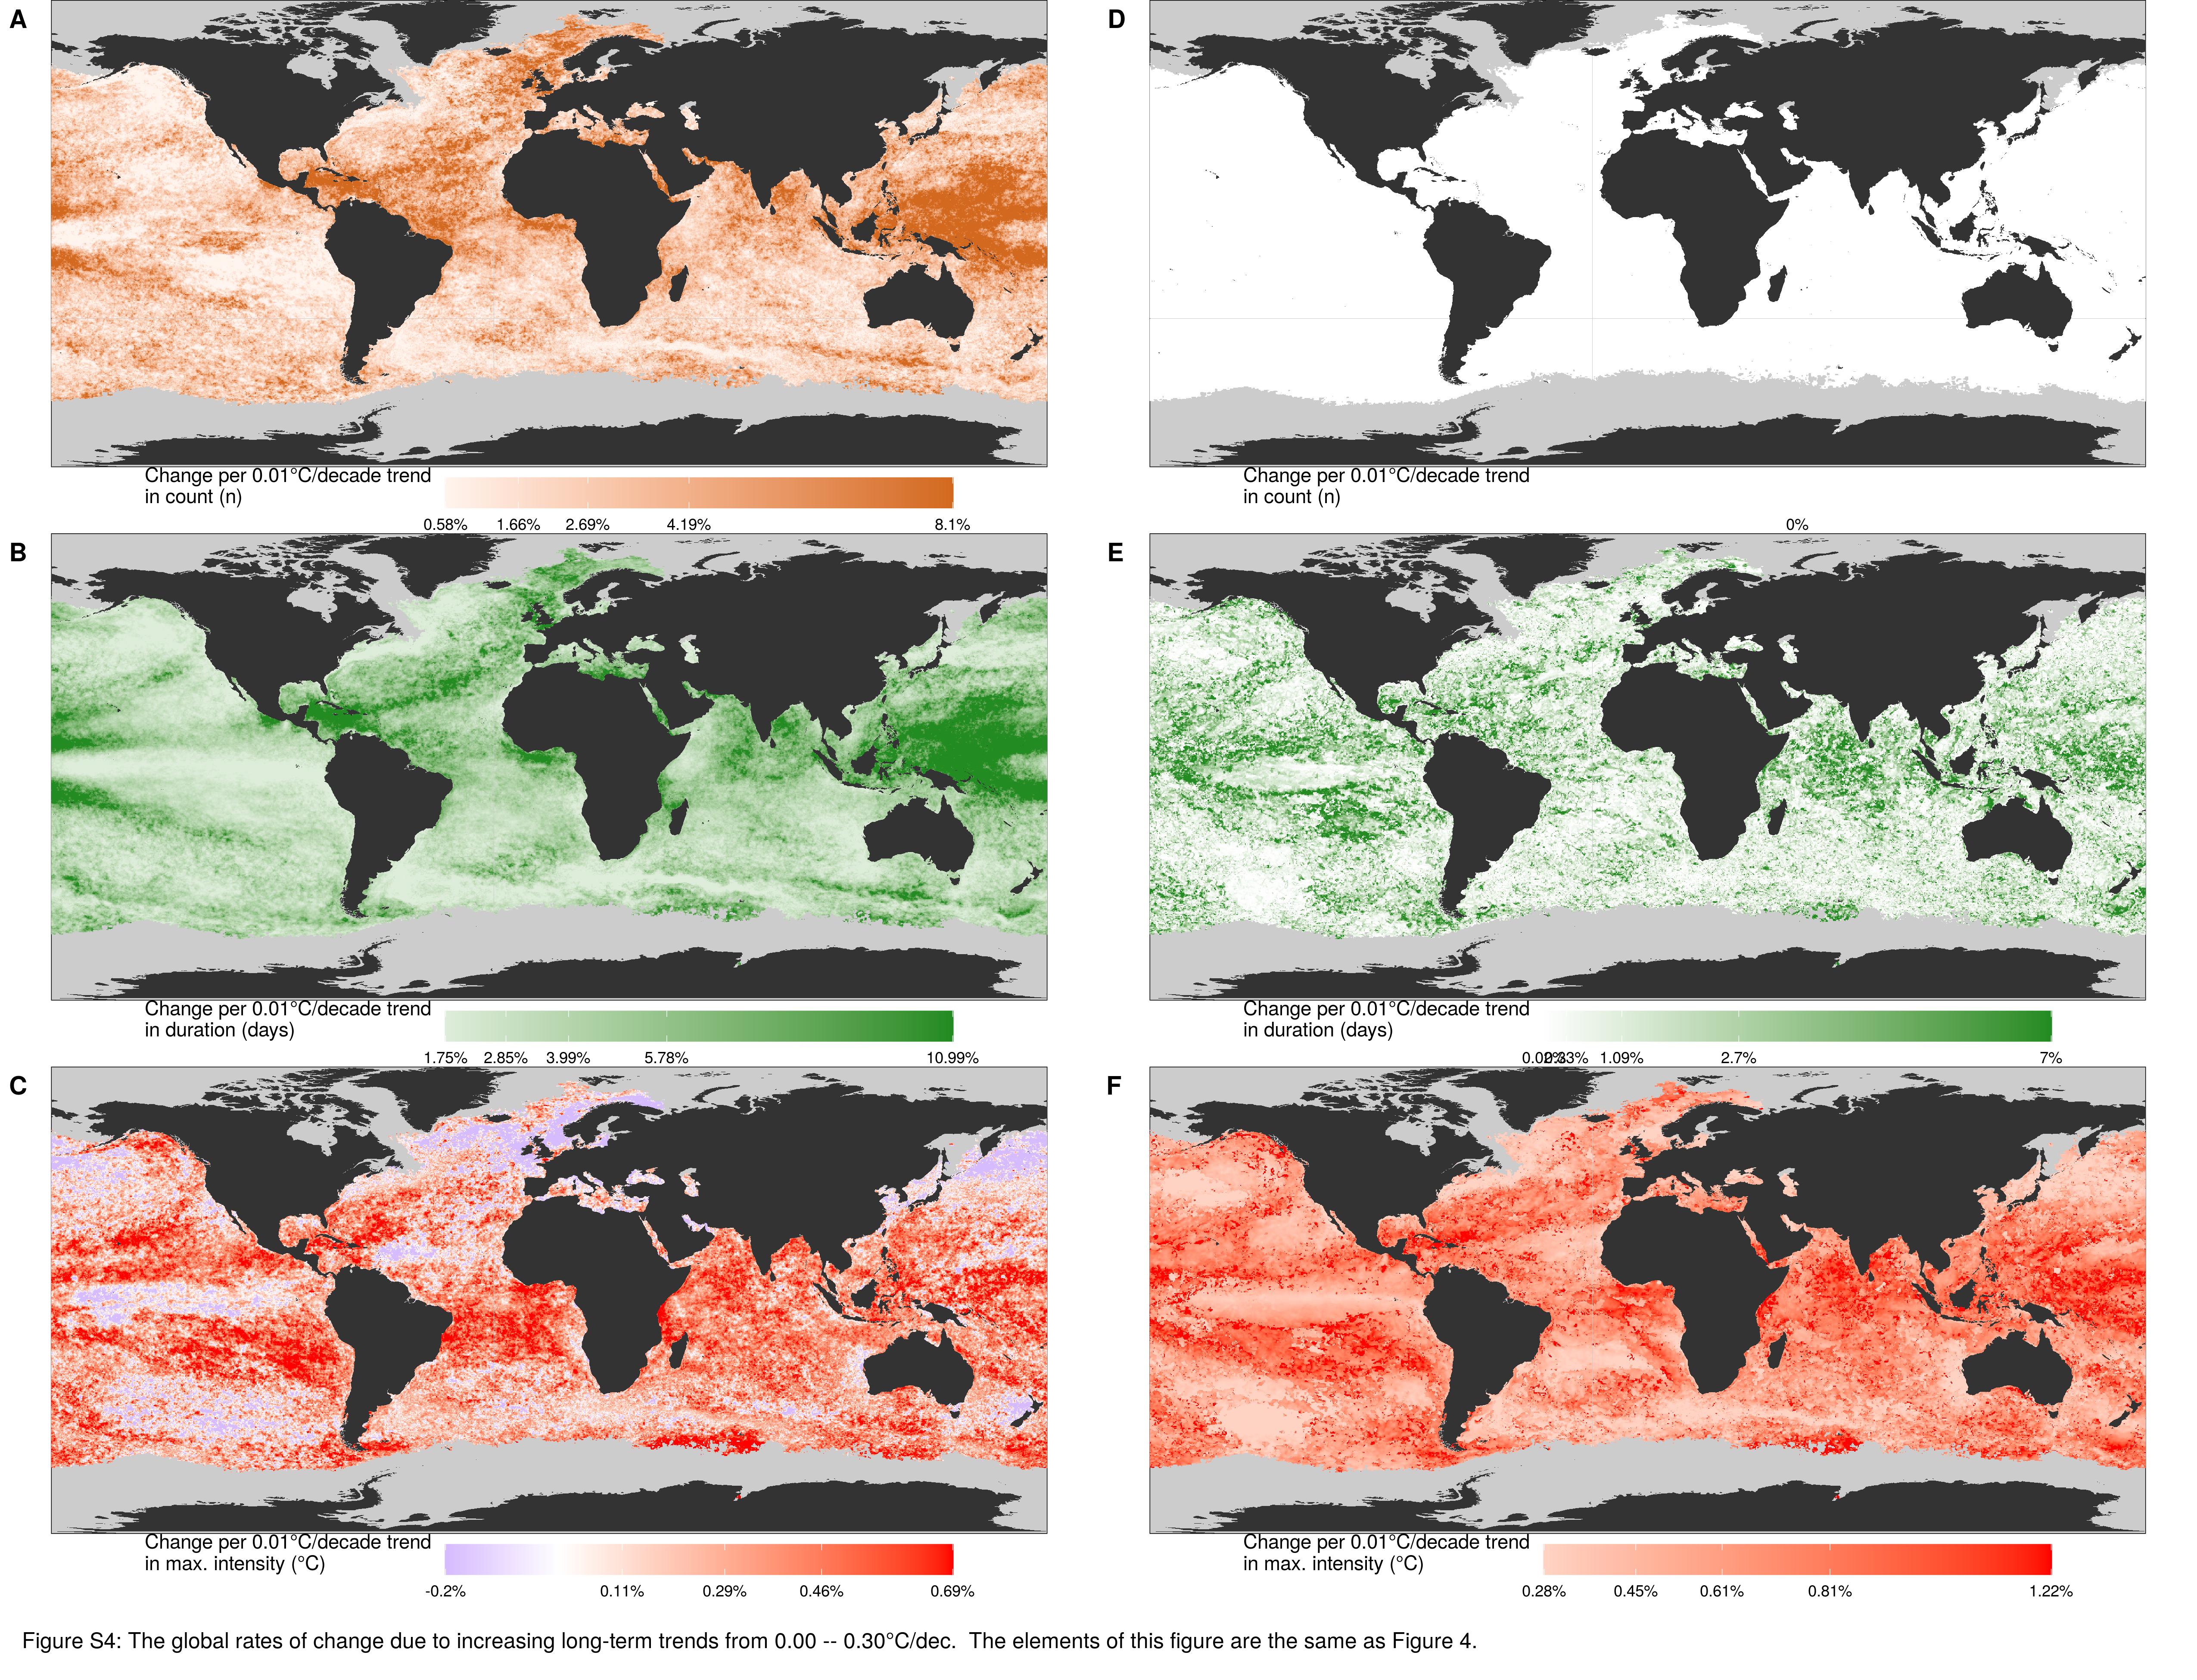 A
Change per 0.01°C/decade trend
in count (n)
0.58% 1.66% 2.69% 4.19% 8.1%
D
Change per 0.01°C/decade trend
in count (n)
0%
B
Change per 0.01°C/decade trend
in duration (days)
1.75% 2.85% 3.99% 5.78% 10.99%
E
Change per 0.01°C/decade trend
in duration (days)
1.09% 2.7% 7%
C
Change per 0.01°C/decade trend
in max. intensity (°C)
-0.2% 0.11% 0.29% 0.46% 0.69%
F
Change per 0.01°C/decade trend
in max. intensity (°C)
0.28% 0.45% 0.61% 0.81% 1.22%
Figure S4: The global rates of change due to increasing long-term trends from 0.00 -- 0.30°C/dec. The elements of this figure are the same as Figure 4.